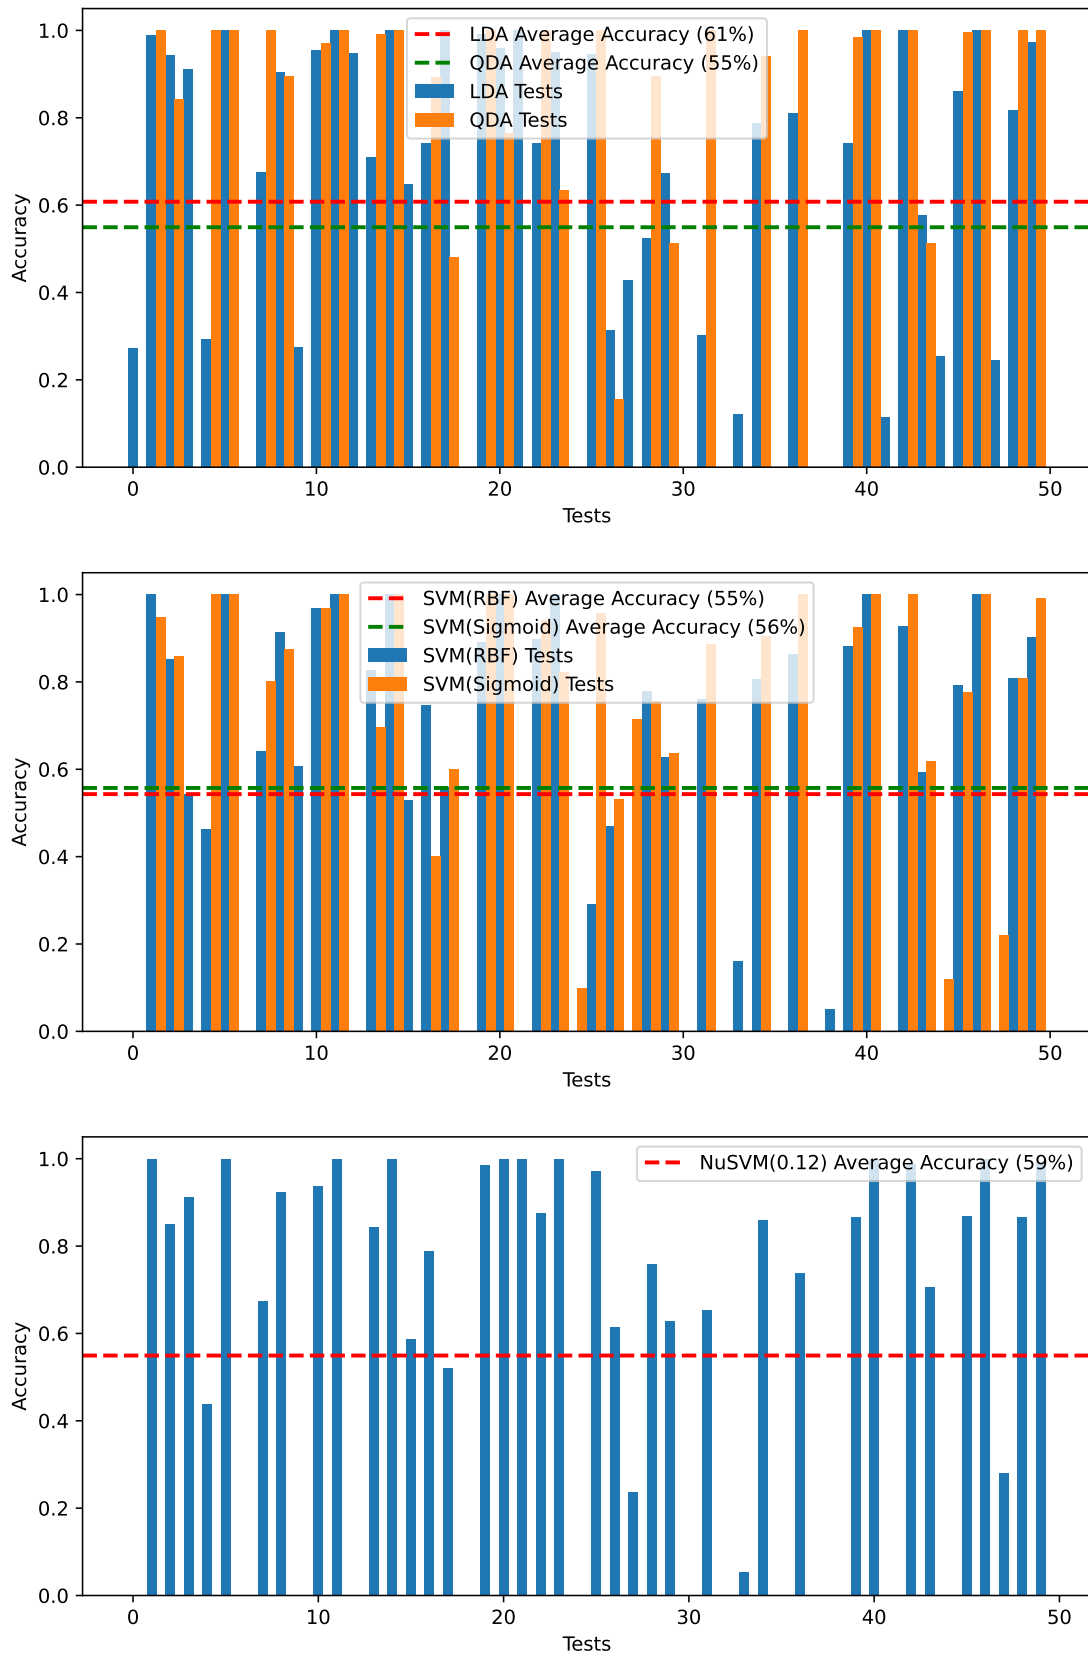 1.0
0.8
0.6
0.4
0.2
0.0
Accuracy
LDA Average Accuracy (61%)
QDA Average Accuracy (55%)
LDA Tests
QDA Tests
0 10 20 30 40 50
Tests
1.0
0.8
0.6
0.4
0.2
0.0
Accuracy
SVM(RBF) Average Accuracy (55%)
SVM(Sigmoid) Average Accuracy (56%)
SVM(RBF) Tests
SVM(Sigmoid) Tests
0 10 20 30 40 50
Tests
1.0
0.8
0.6
0.4
0.2
0.0
Accuracy
NuSVM(0.12) Average Accuracy (59%)
0 10 20 30 40 50
Tests